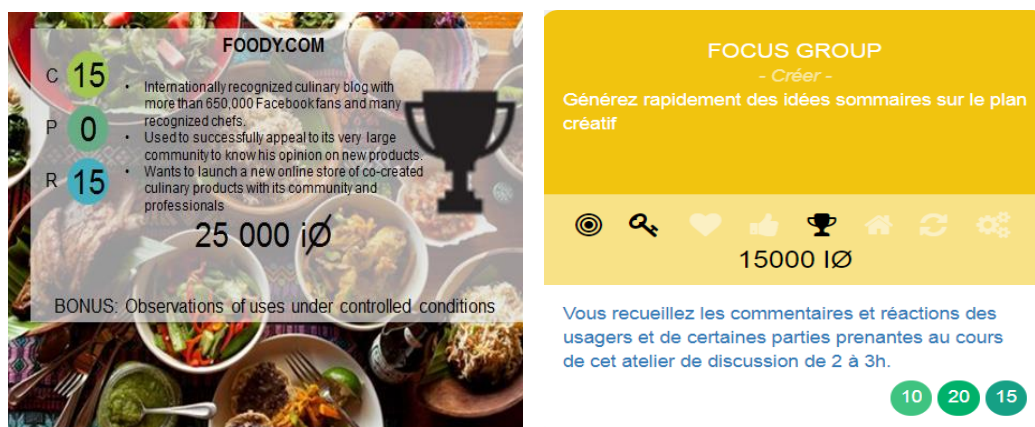 FOODY.COM
C 15
• Internationally recognized culinary blog with
more than 650,000 Facebook fans and many
recognized chefs.
P 0
• Used to successfully appeal to its very large
community to know his opinion on new products.
R 15
• Wants to launch a new online store of co-created
culinary products with its community and
professionals
25 000 iØ
BONUS: Observations of uses under controlled conditions
FOCUS GROUP
- Créer -
Générez rapidement des idées sommaires sur le plan
créatif
15000 IØ
Vous recueillez les commentaires et réactions des
usagers et de certaines parties prenantes au cours
de cet atelier de discussion de 2 à 3h.
10 20 15